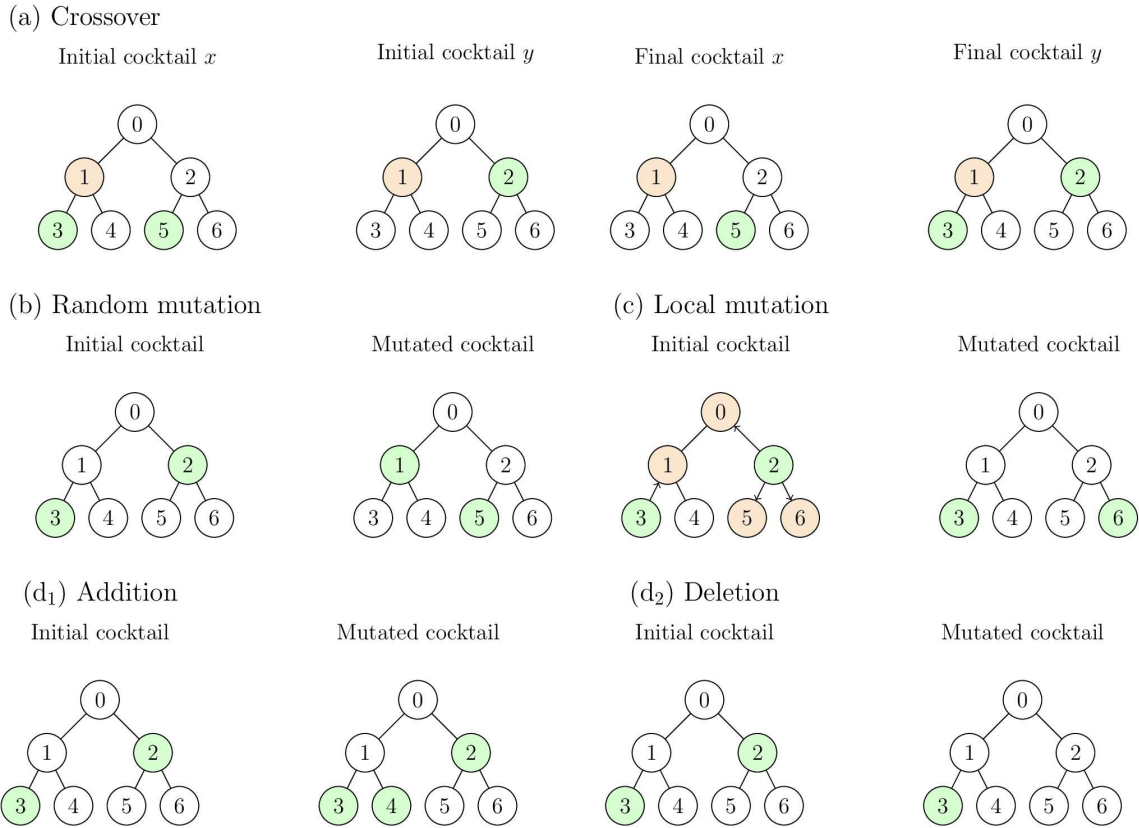 (a) Crossover
Initial cocktail x
Initial cocktail y
Final cocktail x
Final cocktail y
0
0
0
0
1 2
1 2
1 2
1 2
3 4 5 6
3 4 5 6
3 4 5 6
3 4 5 6
(b) Random mutation
(c) Local mutation
Initial cocktail
Mutated cocktail
Initial cocktail
Mutated cocktail
0
0
0
0
1 2
1 2
1 2
1 2
3 4 5 6
3 4 5 6
3 4 5 6
3 4 5 6
(d₁) Addition
(d₂) Deletion
Initial cocktail
Mutated cocktail
Initial cocktail
Mutated cocktail
0
0
0
0
1 2
1 2
1 2
1 2
3 4 5 6
3 4 5 6
3 4 5 6
3 4 5 6